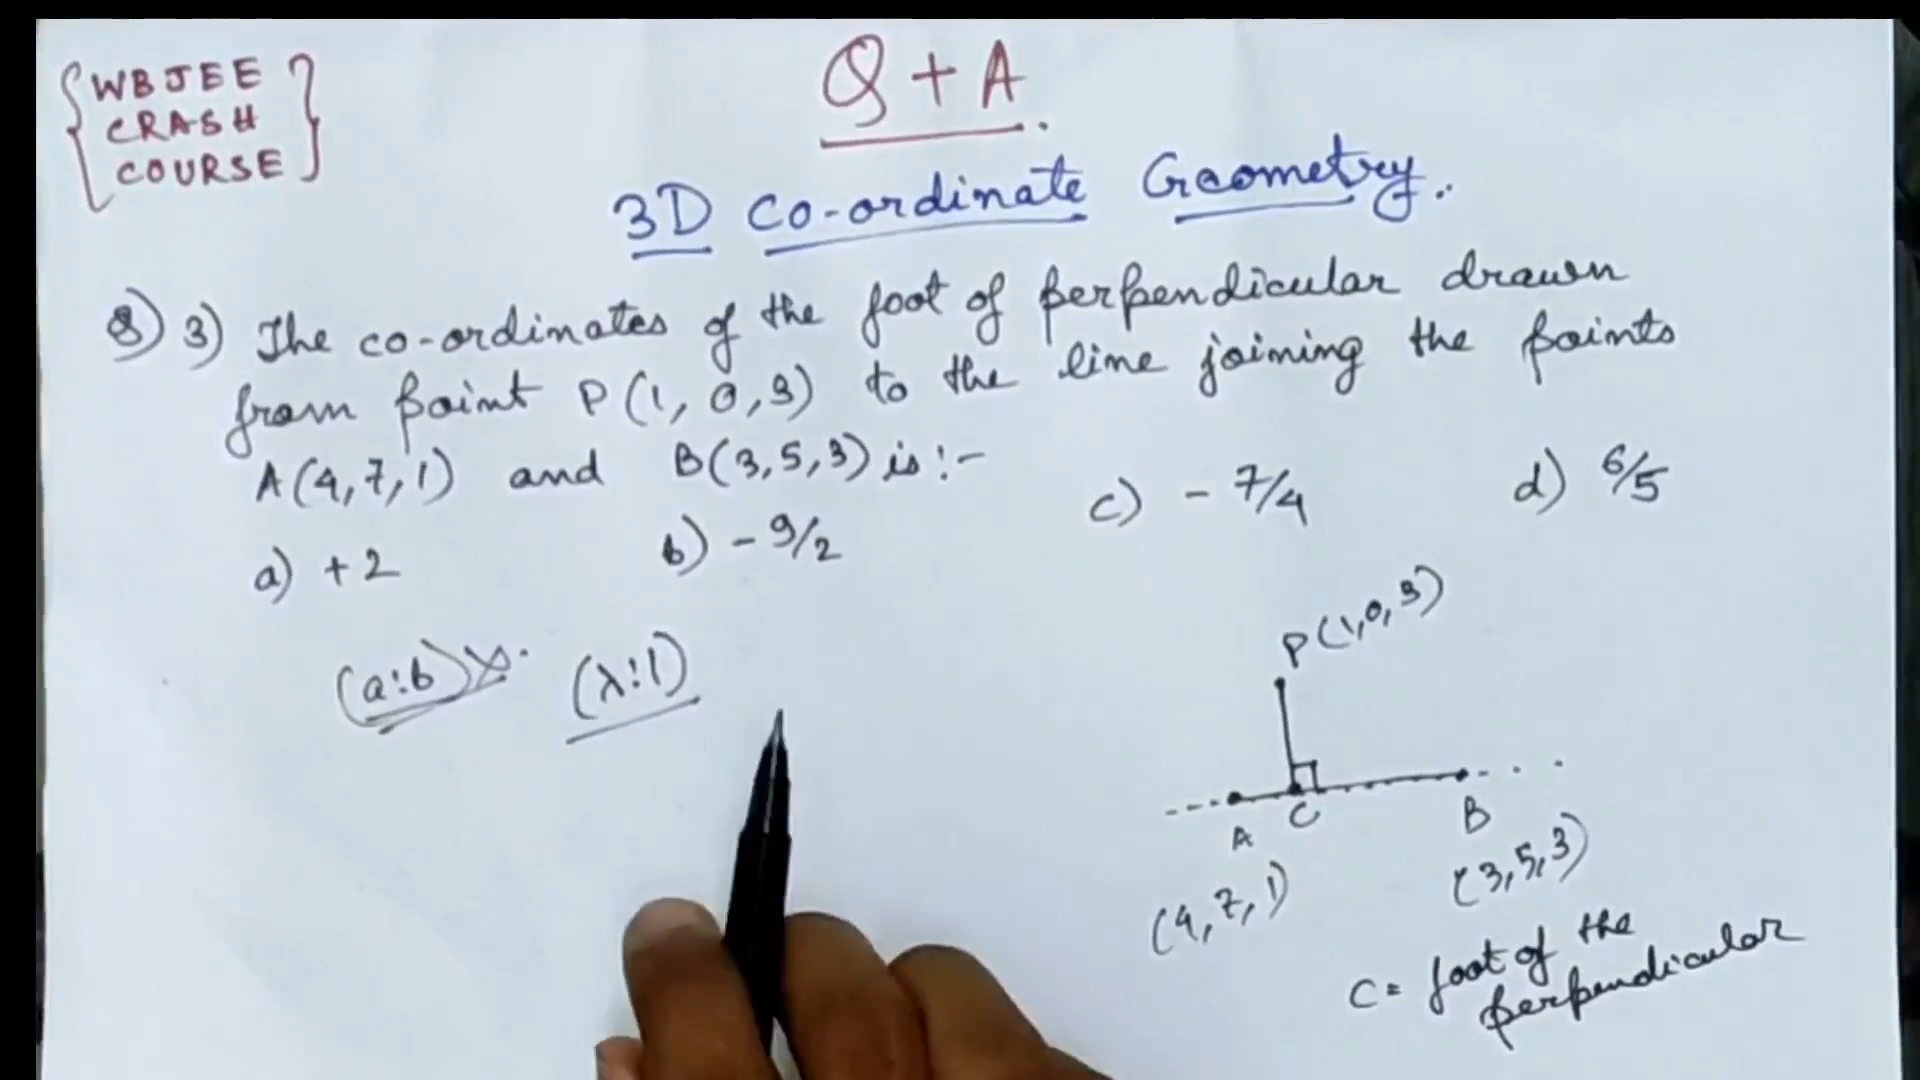 WBJEE
CRASH
COURSE
Q + A.
3D Co-ordinate Geometry.
Q) 3) The co-ordinates of the foot of perpendicular drawn
from point P(1, 0, 3) to the line joining the points
A(4, 7, 1) and B(3, 5, 3) is :-
a) +2 b) - 9/2 c) - 7/4 d) 6/5
(a:b) (λ:1)
P(1,0,3)
A C B
(4,7,1) (3,5,3)
C = foot of the
perpendicular